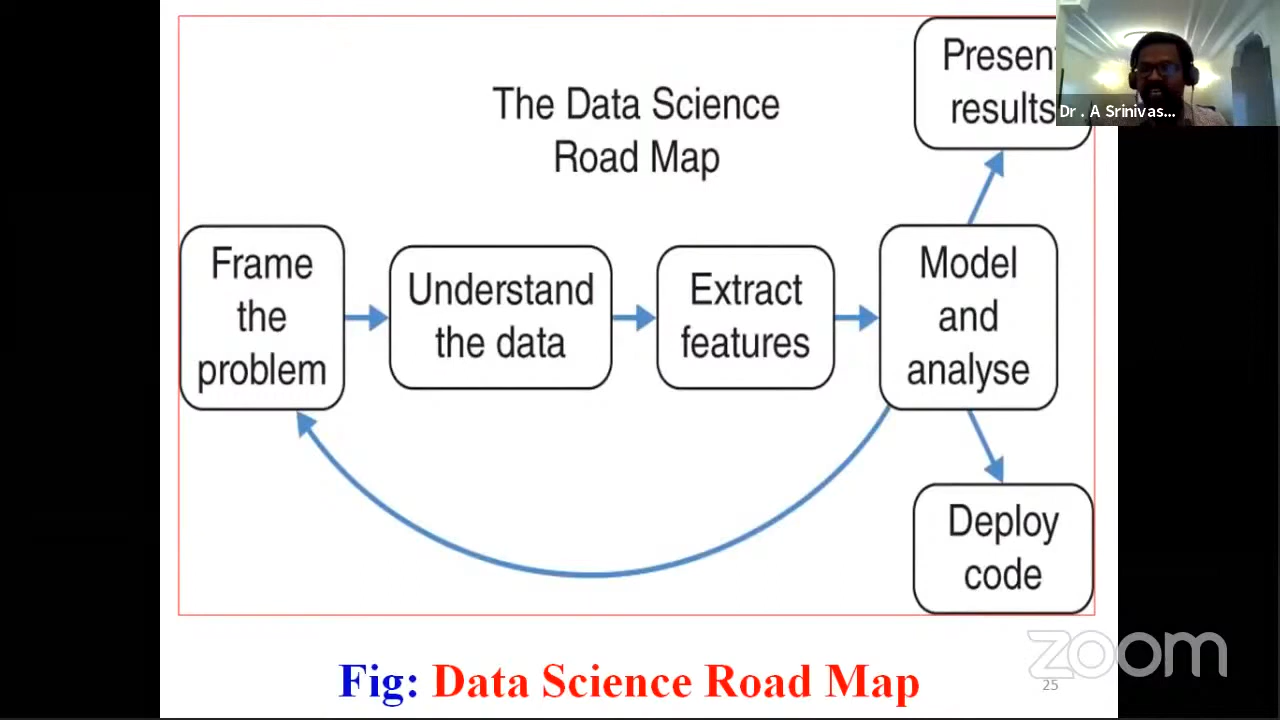 The Data Science
Road Map
Present
results
Dr . A Srinivas...
Frame
the
problem
Understand
the data
Extract
features
Model
and
analyse
Deploy
code
zoom
25
Fig: Data Science Road Map